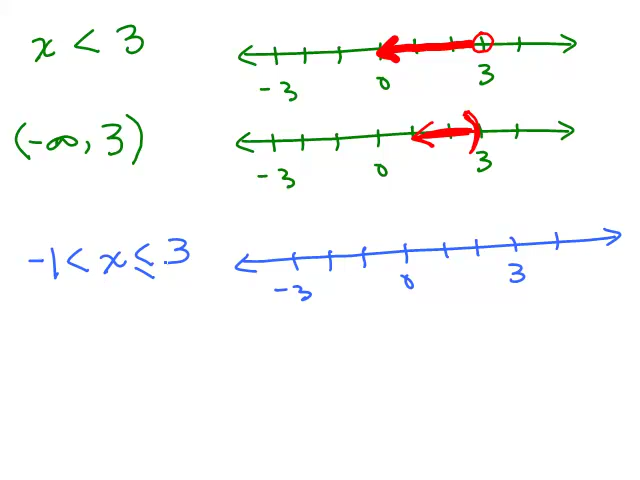 x < 3
-3 0 3
(-∞, 3)
-3 0 3
-1 < x ≤ 3
-3 0 3